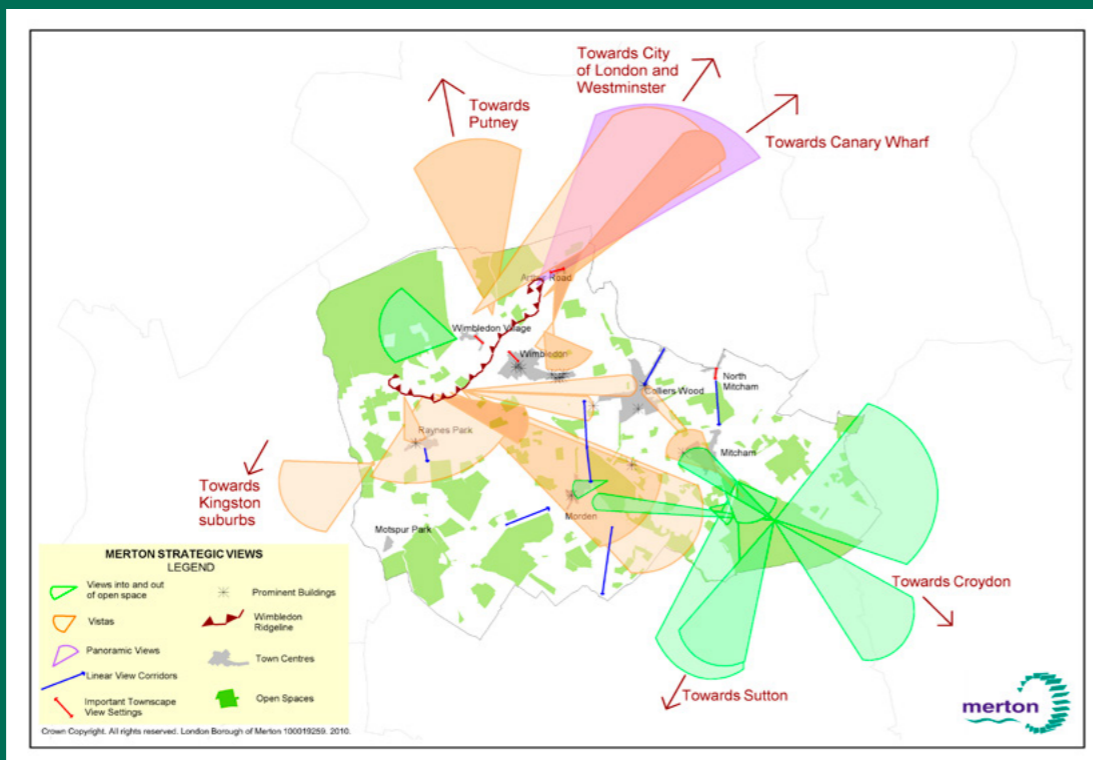 Towards City
of London and
Westminster
Towards
Putney
Towards Canary Wharf
Arthur Road
Wimbledon Village
Wimbledon
North
Mitcham
Colliers Wood
Raynes Park
Mitcham
Towards
Kingston
suburbs
Morden
Motspur Park
MERTON STRATEGIC VIEWS
LEGEND
Views into and out
of open space
Prominent Buildings
Vistas
Wimbledon
Ridgeline
Panoramic Views
Town Centres
Linear View Corridors
Important Townscape
View Settings
Open Spaces
Towards Croydon
Towards Sutton
merton
Crown Copyright. All rights reserved. London Borough of Merton 100019259. 2010.